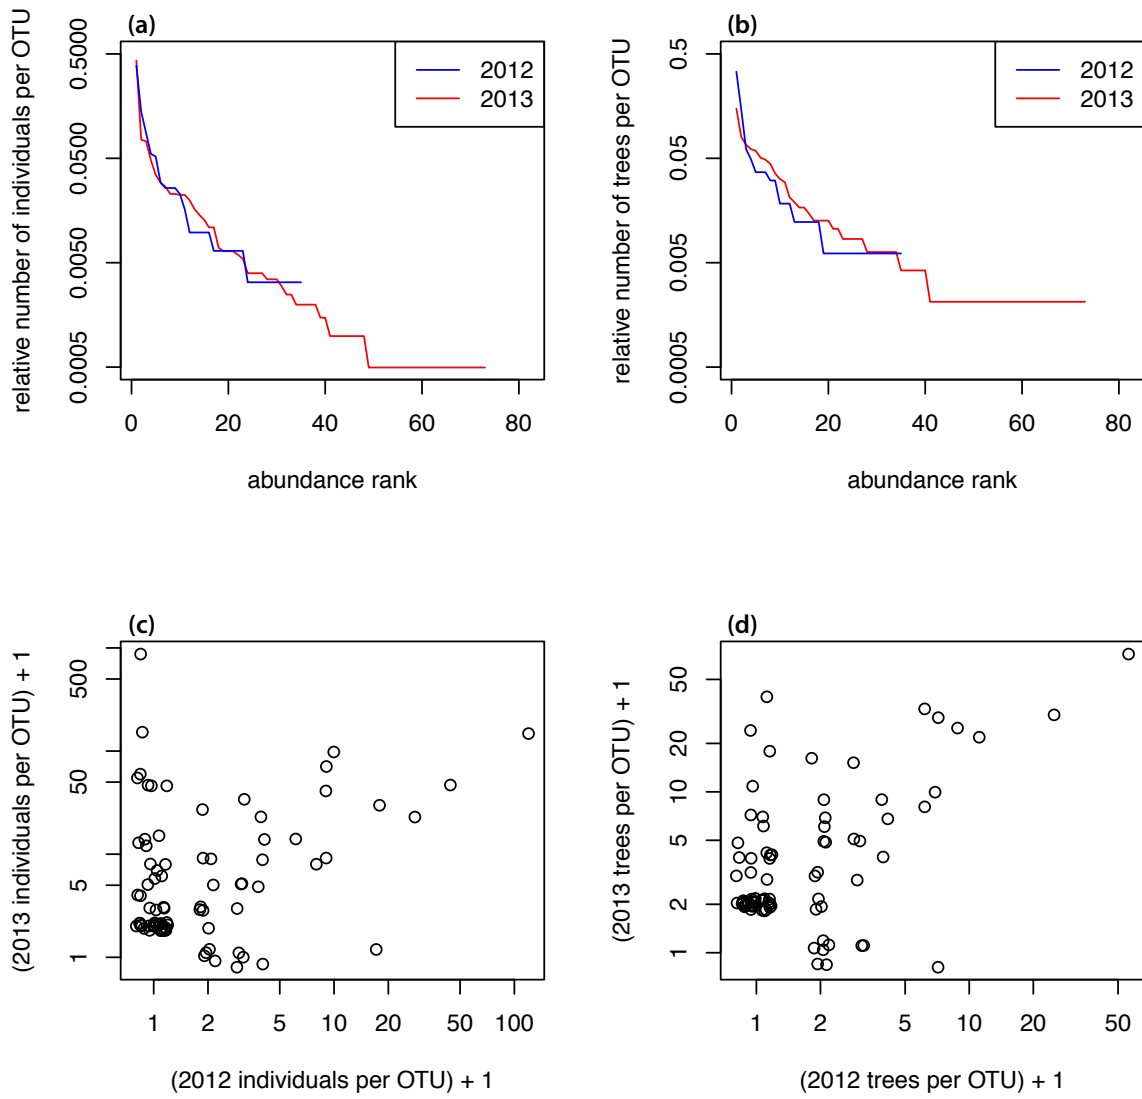 (a)
relative number of individuals per OTU
0.5000
0.0500
0.0050
0.0005
2012
2013
0 20 40 60 80
abundance rank
(b)
relative number of trees per OTU
0.5
0.05
0.005
0.0005
2012
2013
0 20 40 60 80
abundance rank
(c)
(2013 individuals per OTU) + 1
500
50
5
1
1 2 5 10 20 50 100
(2012 individuals per OTU) + 1
(d)
(2013 trees per OTU) + 1
50
20
10
5
2
1
1 2 5 10 20 50
(2012 trees per OTU) + 1